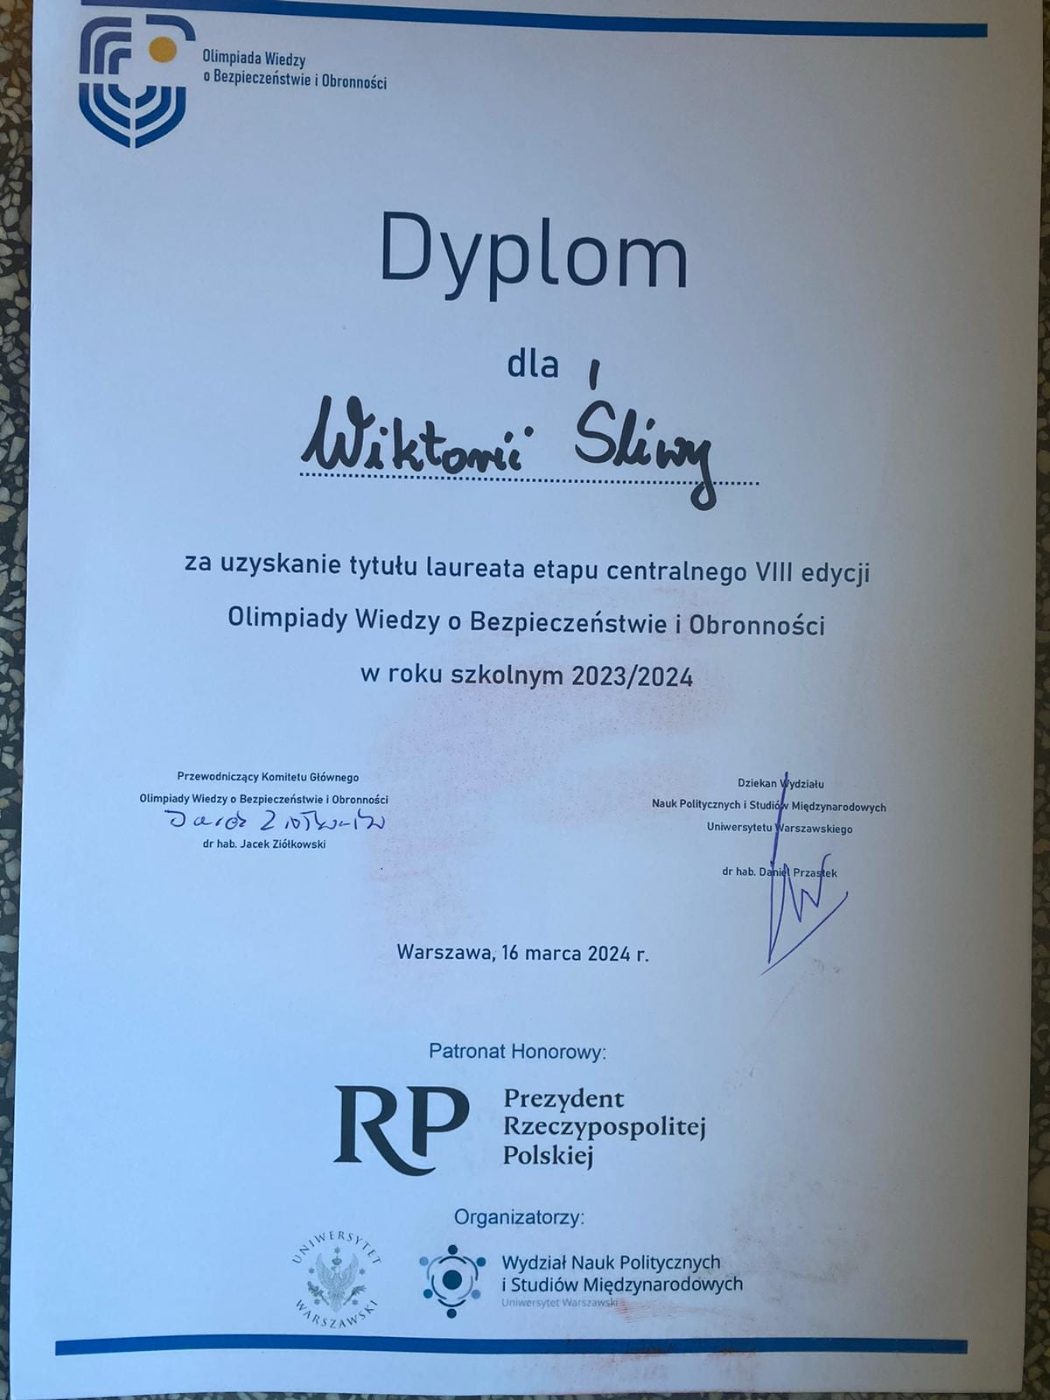 Olimpiada Wiedzy
o Bezpieczeństwie i Obronności
Dyplom
dla
Wiktorii Śliwy
za uzyskanie tytułu laureata etapu centralnego VIII edycji
Olimpiady Wiedzy o Bezpieczeństwie i Obronności
w roku szkolnym 2023/2024
Przewodniczący Komitetu Głównego
Olimpiady Wiedzy o Bezpieczeństwie i Obronności
Jacek Ziółkowski
dr hab. Jacek Ziółkowski
Dziekan Wydziału
Nauk Politycznych i Studiów Międzynarodowych
Uniwersytetu Warszawskiego
dr hab. Daniel Przastek
Warszawa, 16 marca 2024 r.
Patronat Honorowy:
RP
Prezydent
Rzeczypospolitej
Polskiej
Organizatorzy:
UNIWERSYTET
WARSZAWSKI
Wydział Nauk Politycznych
i Studiów Międzynarodowych
Uniwersytet Warszawski